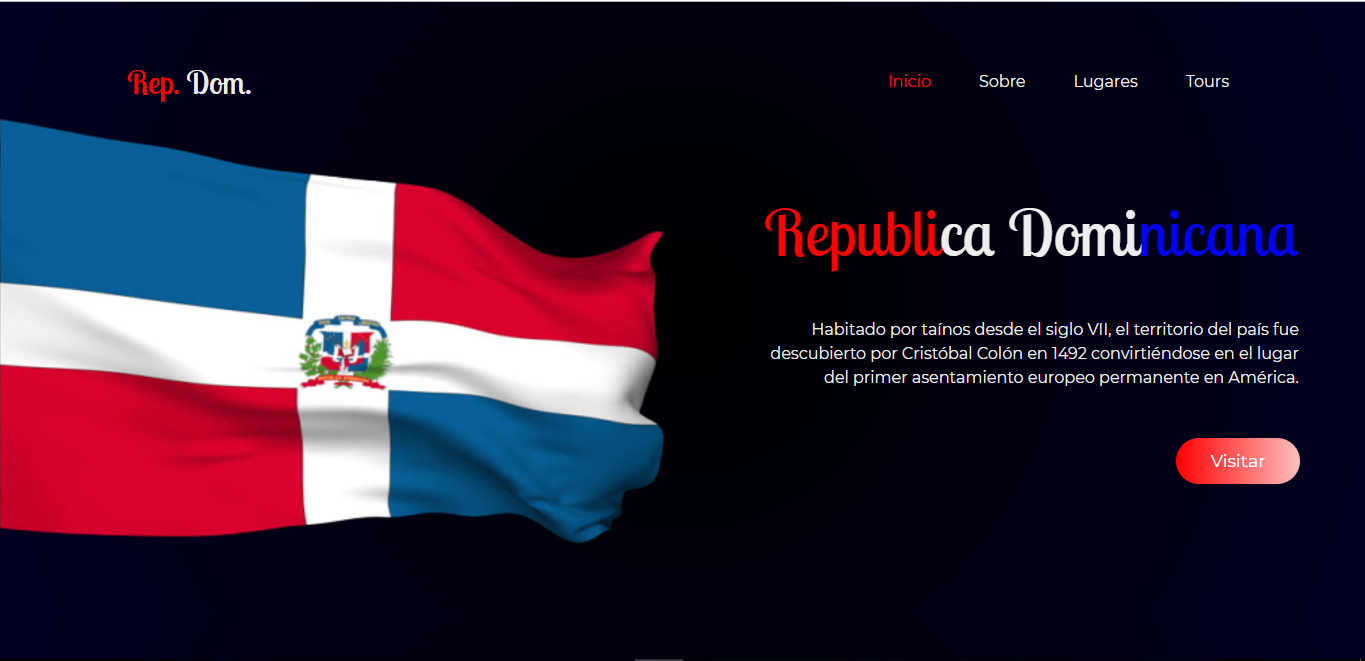 Rep. Dom.
Inicio Sobre Lugares Tours
Republica Dominicana
Habitado por taínos desde el siglo VII, el territorio del país fue
descubierto por Cristóbal Colón en 1492 convirtiéndose en el lugar
del primer asentamiento europeo permanente en América.
Visitar